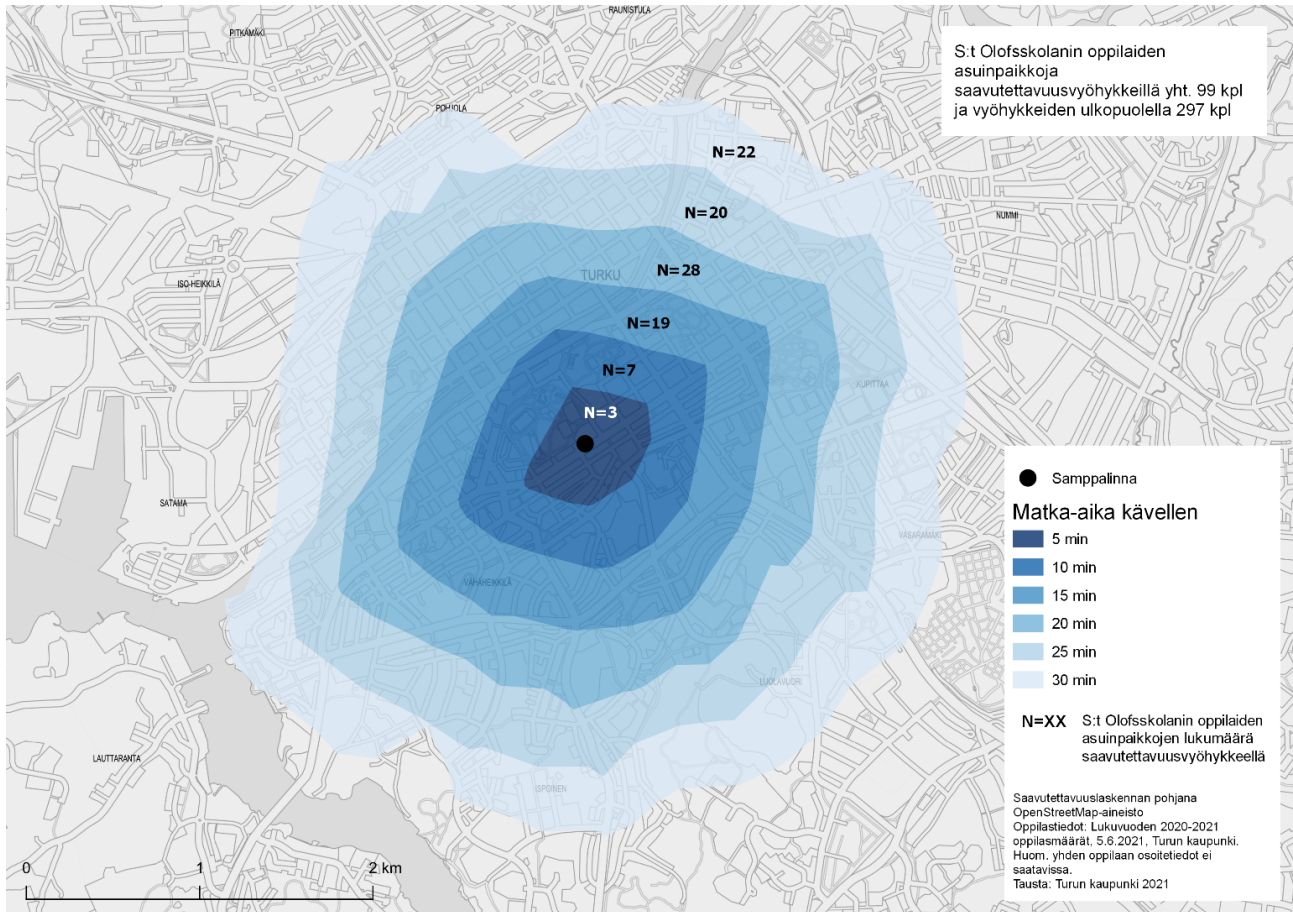 RAUNISTULA
PITKÄMÄKI
S:t Olofsskolanin oppilaiden
asuinpaikkoja
saavutettavuusvyöhykkeillä yht. 99 kpl
ja vyöhykkeiden ulkopuolella 297 kpl
POHJOLA
N=22
N=20
NUMMI
N=28
TURKU
ISO-HEIKKILÄ
N=19
N=7
KUPITTAA
N=3
SATAMA
VASARAMÄKI
VÄHÄHEIKKILÄ
LUOLAVUORI
LAUTTARANTA
ISPOINEN
Samppalinna
Matka-aika kävellen
5 min
10 min
15 min
20 min
25 min
30 min
N=XX S:t Olofsskolanin oppilaiden
asuinpaikkojen lukumäärä
saavutettavuusvyöhykkeellä
Saavutettavuuslaskennan pohjana
OpenStreetMap-aineisto
Oppilastiedot: Lukuvuoden 2020-2021
oppilasmäärät, 5.6.2021, Turun kaupunki.
Huom. yhden oppilaan osoitetiedot ei
saatavissa.
Tausta: Turun kaupunki 2021
0 1 2 km